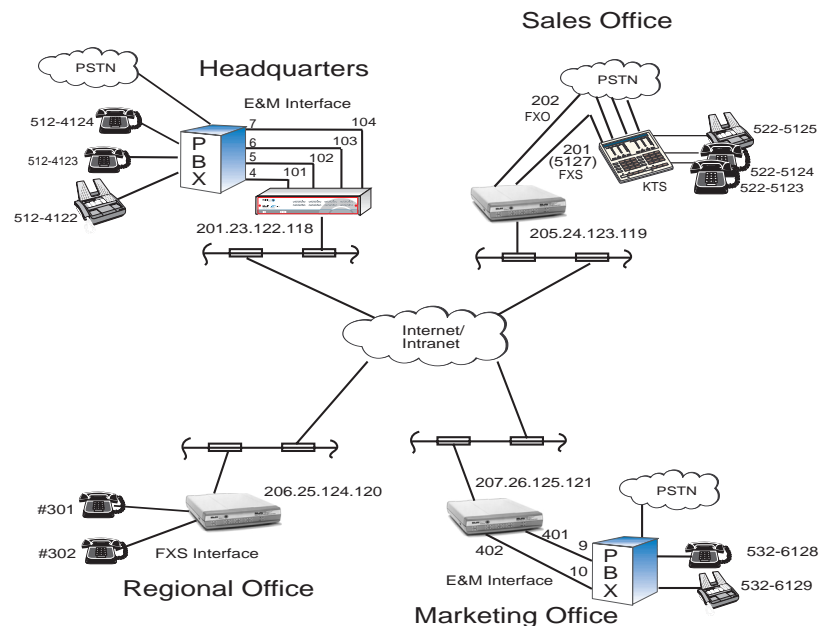 Sales Office
PSTN
Headquarters
E&M Interface
512-4124
512-4123
512-4122
P
B
X
7
6
5
4
104
103
102
101
201.23.122.118
PSTN
202
FXO
201
(5127)
FXS
KTS
522-5125
522-5124
522-5123
205.24.123.119
Internet/
Intranet
206.25.124.120
#301
#302
FXS Interface
Regional Office
207.26.125.121
PSTN
401
402
9
10
P
B
X
E&M Interface
532-6128
532-6129
Marketing Office